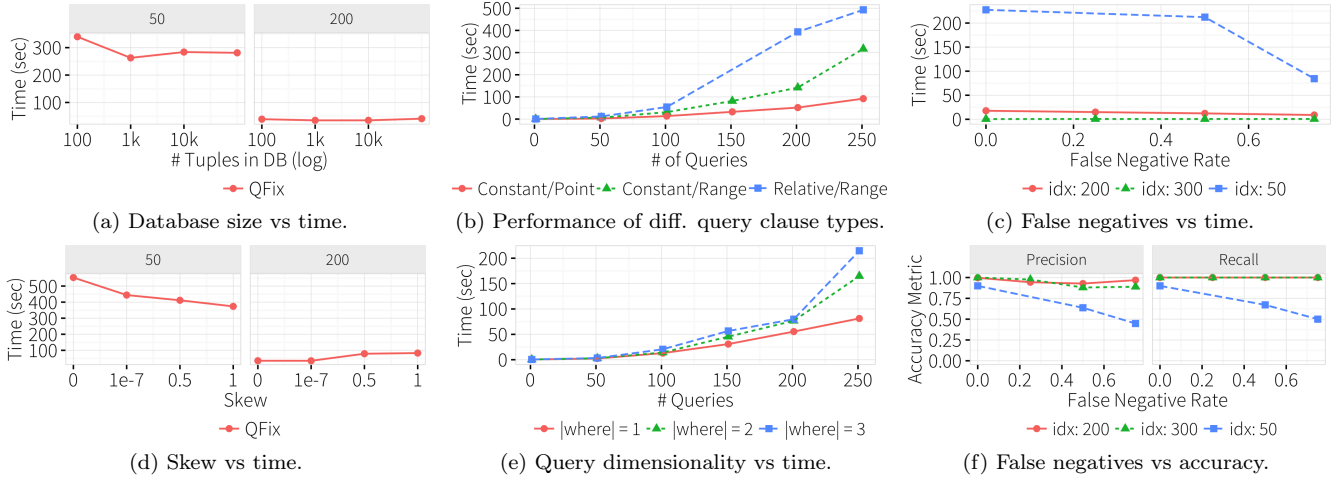 50 200
300
200
100
Time (sec)
100 1k 10k 100 1k 10k
# Tuples in DB (log)
QFix
(a) Database size vs time.
500
400
300
200
100
0
Time (sec)
0 50 100 150 200 250
# of Queries
Constant/Point Constant/Range Relative/Range
(b) Performance of diff. query clause types.
200
150
100
50
0
Time (sec)
0.0 0.2 0.4 0.6
False Negative Rate
idx: 200 idx: 300 idx: 50
(c) False negatives vs time.
50 200
500
400
300
200
100
Time (sec)
0 1e-7 0.5 1 0 1e-7 0.5 1
Skew
QFix
(d) Skew vs time.
200
150
100
50
0
Time (sec)
0 50 100 150 200 250
# Queries
|where| = 1 |where| = 2 |where| = 3
(e) Query dimensionality vs time.
Precision Recall
1.00
0.75
0.50
0.25
0.00
Accuracy Metric
0.0 0.2 0.4 0.6 0.0 0.2 0.4 0.6
False Negative Rate
idx: 200 idx: 300 idx: 50
(f) False negatives vs accuracy.